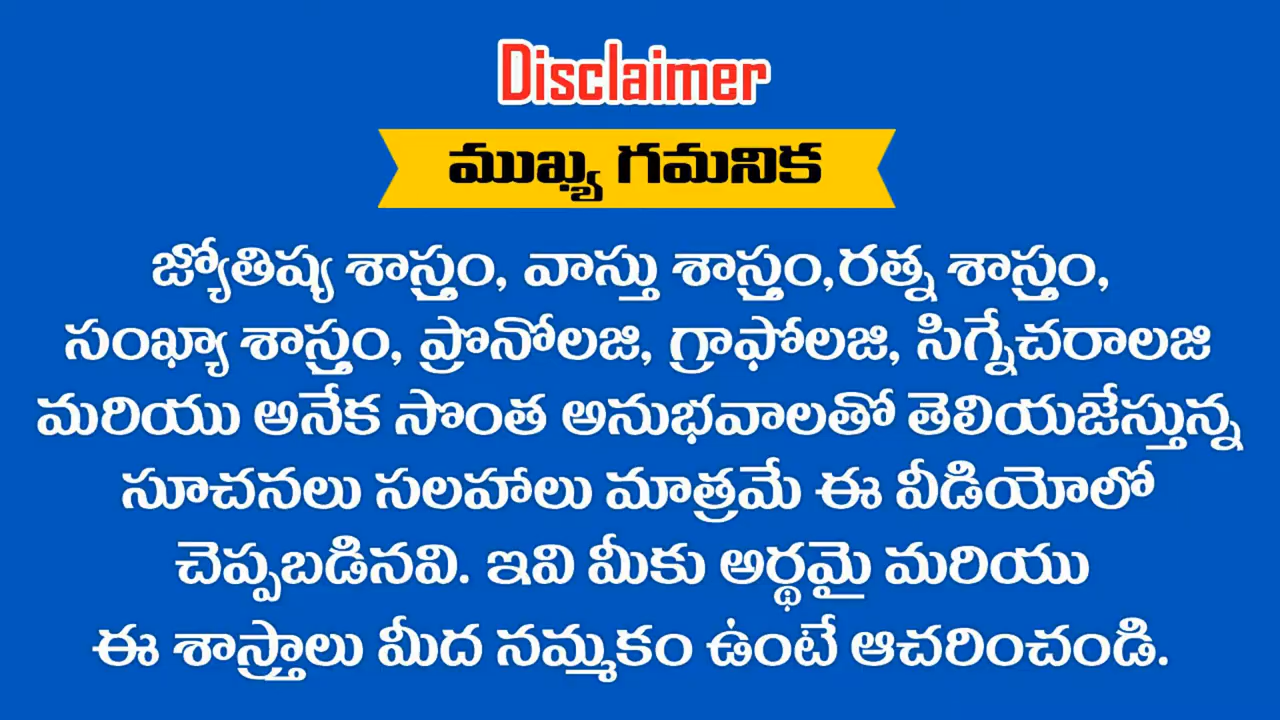 Disclaimer
ముఖ్య గమనిక
జ్యోతిష్య శాస్త్రం, వాస్తు శాస్త్రం,రత్న శాస్త్రం,
సంఖ్యా శాస్త్రం, ప్రొనోలజి, గ్రాఫోలజి, సిగ్నేచరాలజి
మరియు అనేక సొంత అనుభవాలతో తెలియజేస్తున్న
సూచనలు సలహాలు మాత్రమే ఈ వీడియోలో
చెప్పబడినవి. ఇవి మీకు అర్థమై మరియు
ఈ శాస్త్రాలు మీద నమ్మకం ఉంటే ఆచరించండి.